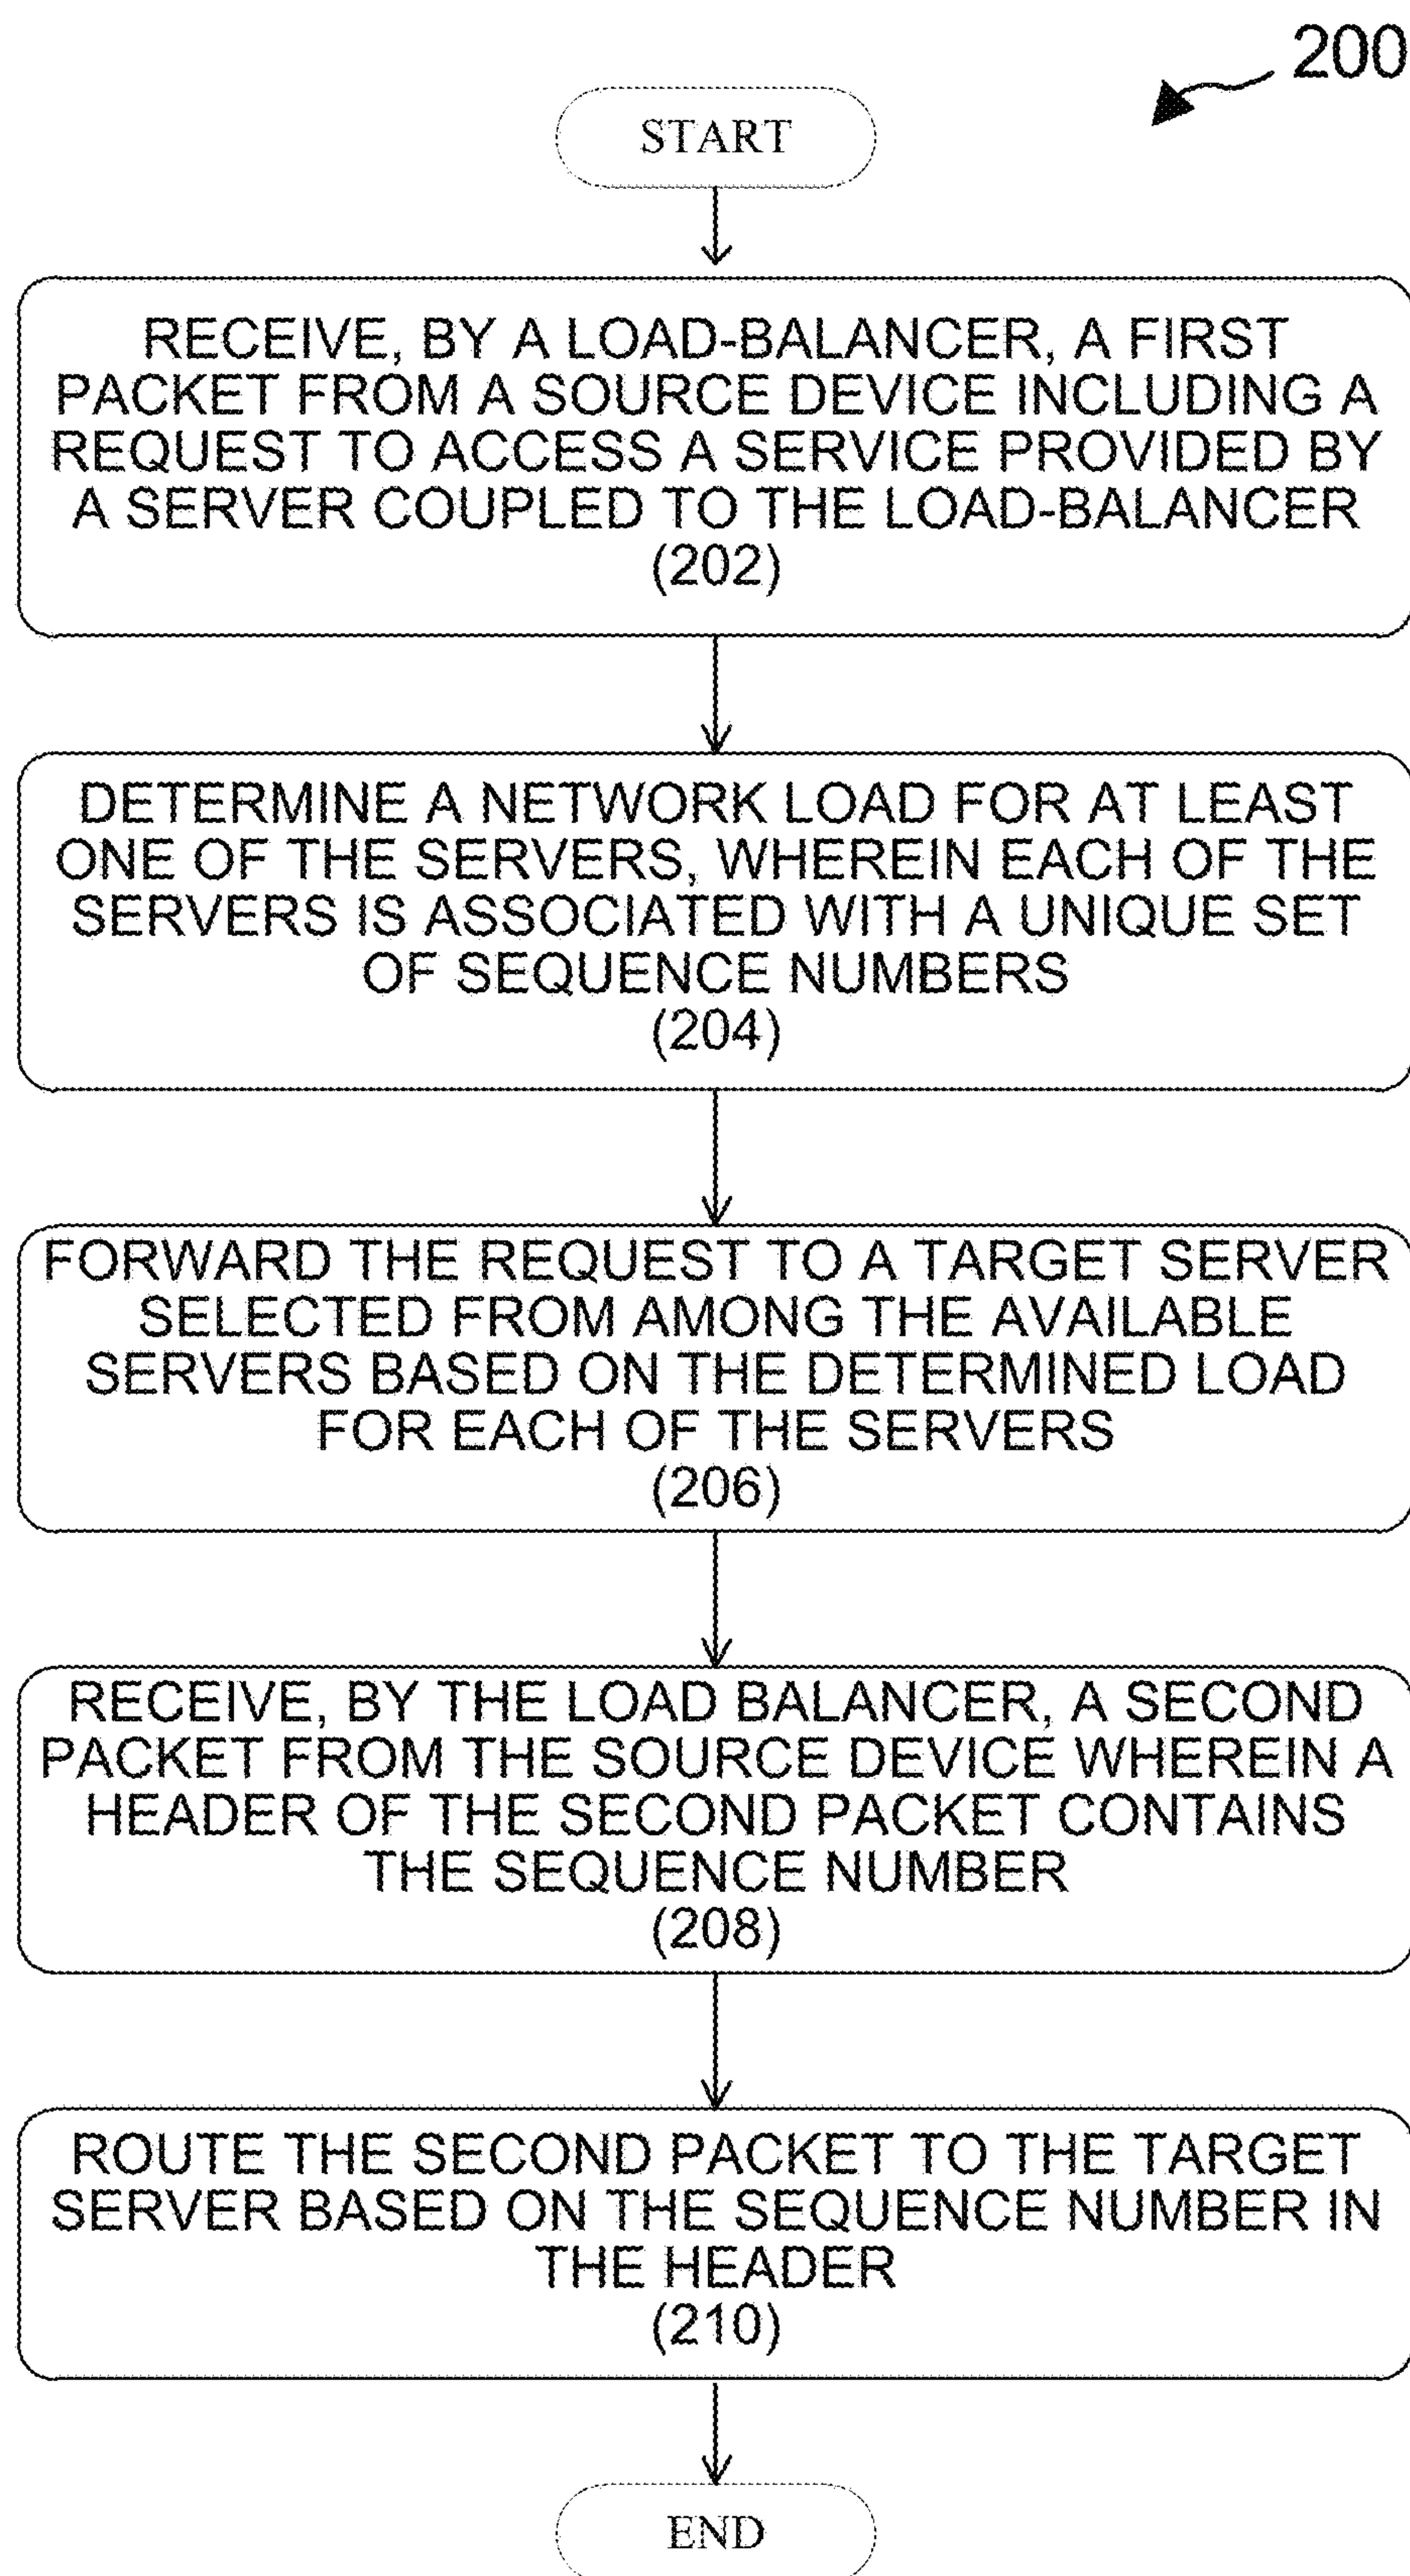 200
START
RECEIVE, BY A LOAD-BALANCER, A FIRST
PACKET FROM A SOURCE DEVICE INCLUDING A
REQUEST TO ACCESS A SERVICE PROVIDED BY
A SERVER COUPLED TO THE LOAD-BALANCER
(202)
DETERMINE A NETWORK LOAD FOR AT LEAST
ONE OF THE SERVERS, WHEREIN EACH OF THE
SERVERS IS ASSOCIATED WITH A UNIQUE SET
OF SEQUENCE NUMBERS
(204)
FORWARD THE REQUEST TO A TARGET SERVER
SELECTED FROM AMONG THE AVAILABLE
SERVERS BASED ON THE DETERMINED LOAD
FOR EACH OF THE SERVERS
(206)
RECEIVE, BY THE LOAD BALANCER, A SECOND
PACKET FROM THE SOURCE DEVICE WHEREIN A
HEADER OF THE SECOND PACKET CONTAINS
THE SEQUENCE NUMBER
(208)
ROUTE THE SECOND PACKET TO THE TARGET
SERVER BASED ON THE SEQUENCE NUMBER IN
THE HEADER
(210)
END